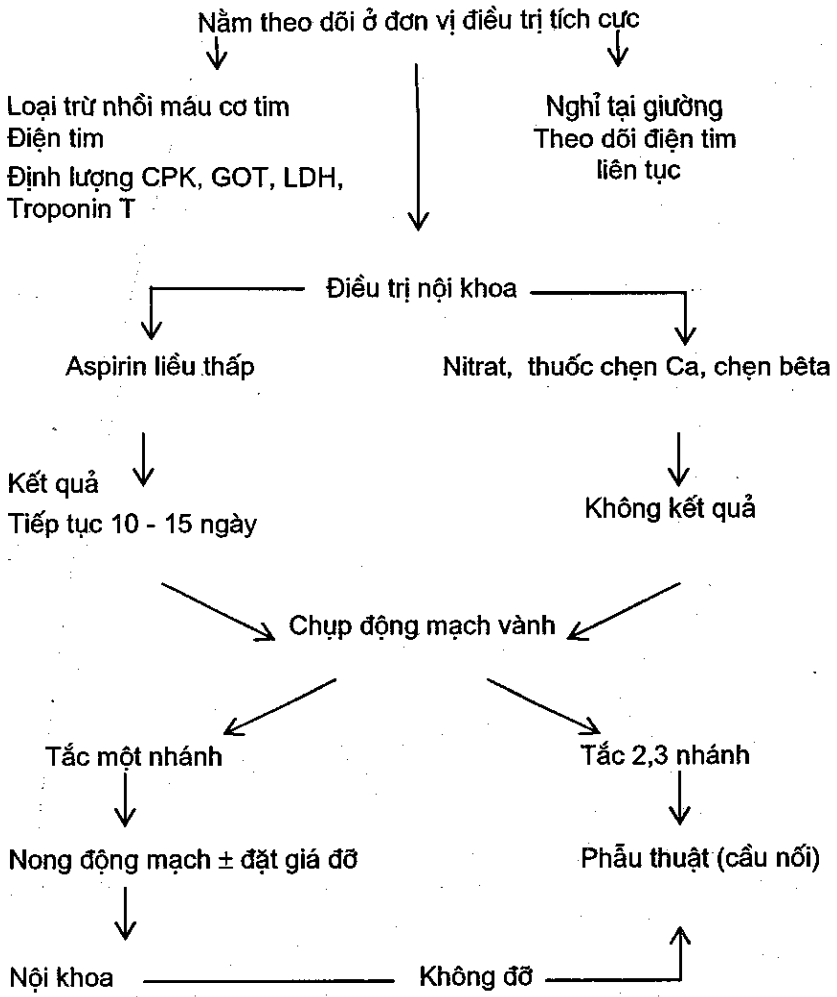 Nằm theo dõi ở đơn vị điều trị tích cực
Loại trừ nhồi máu cơ tim
Điện tim
Định lượng CPK, GOT, LDH,
Troponin T
Nghỉ tại giường
Theo dõi điện tim
liên tục
Điều trị nội khoa
Aspirin liều thấp
Nitrat, thuốc chẹn Ca, chẹn bêta
Kết quả
Tiếp tục 10 - 15 ngày
Không kết quả
Chụp động mạch vành
Tắc một nhánh
Tắc 2,3 nhánh
Nong động mạch ± đặt giá đỡ
Phẫu thuật (cầu nối)
Nội khoa
Không đỡ